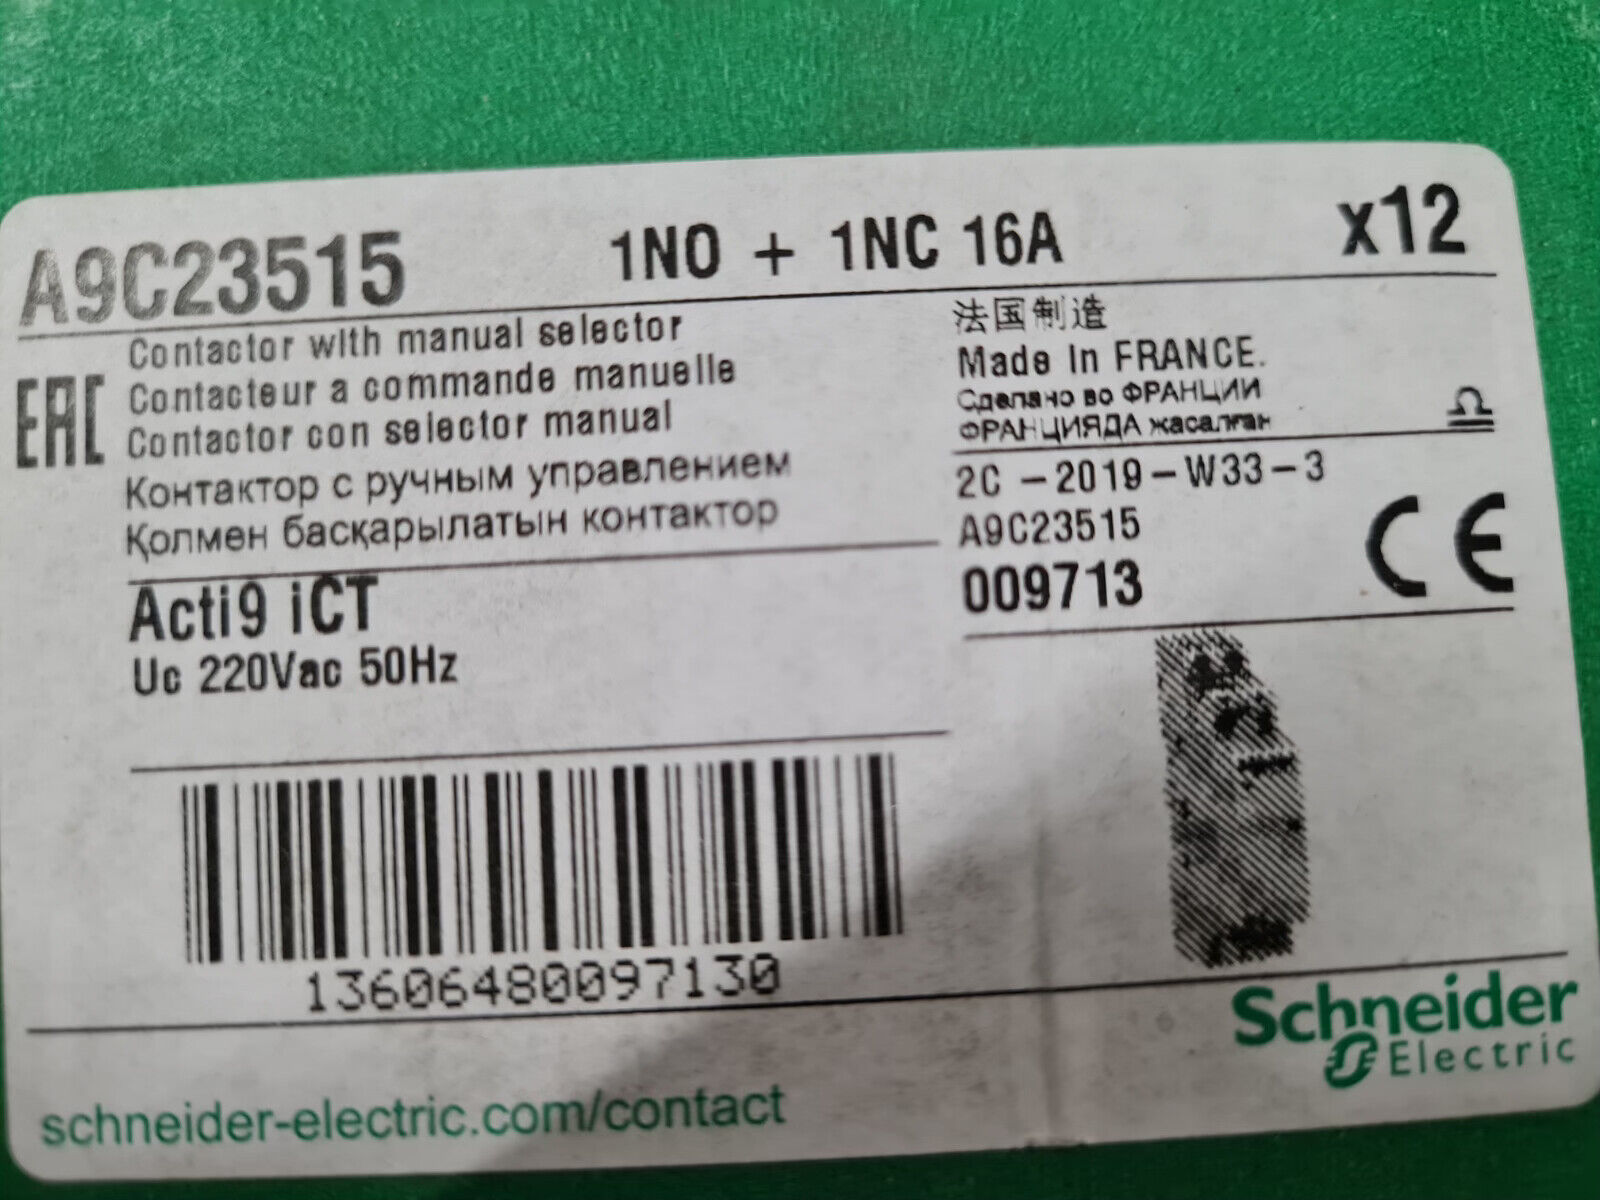 A9C23515 1NO + 1NC 16A x12
Contactor with manual selector
Contacteur a commande manuelle
Contactor con selector manual
Контактор с ручным управлением
Қолмен басқарылатын контактор
EAC
法国制造
Made in FRANCE.
Сделано во ФРАНЦИИ
ФРАНЦИЯДА жасалған
2C - 2019 - W33 - 3
A9C23515
009713
CE
Acti9 iCT
Uc 220Vac 50Hz
13606480097130
Schneider
Electric
schneider-electric.com/contact